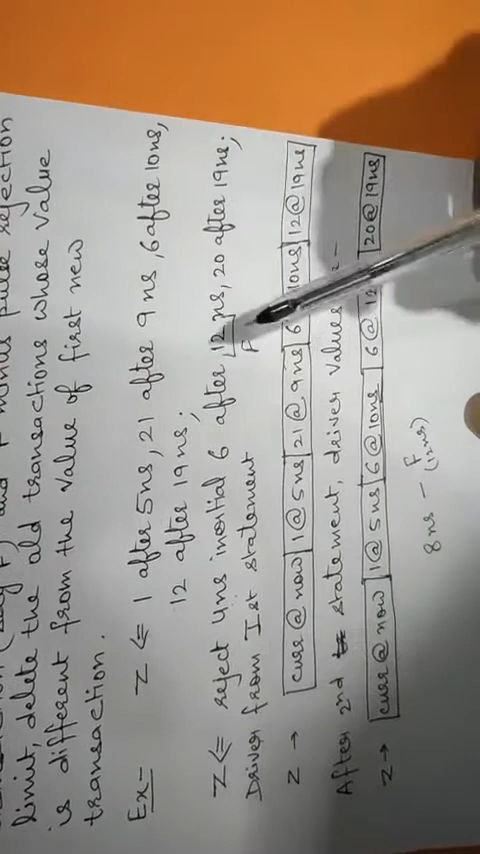 limit, delete the old transactions whose value
is different from the value of first new
transaction.
Ex- Z <= 1 after 5ns, 21 after 9ns, 6 after 10ns,
12 after 19ns;
Z <= reject 4ns inertial 6 after 12 ns, 20 after 19ns;
Driver from Ist statement F
Z → curr @ now 1 @ 5ns 21 @ 9ns 6 10ns 12 @ 19ns
After 2nd statement, driver values -
Z → curr @ now 1 @ 5ns 6 @ 10ns 6 @ 12 20 @ 19ns
8ns - F
(12ns)